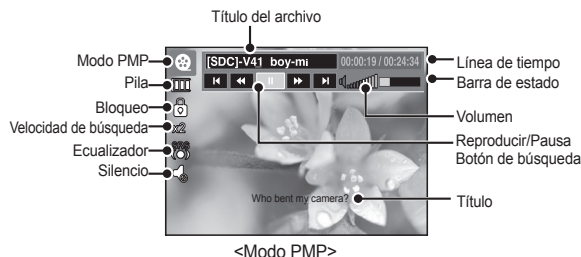 Título del archivo
Modo PMP
[SDC]-V41 boy-mi
00:00:19 / 00:24:34
Línea de tiempo
Pila
Barra de estado
Bloqueo
Volumen
Velocidad de búsqueda
x2
Reproducir/Pausa
Botón de búsqueda
Ecualizador
SRS
Silencio
Who bent my camera?
Título
<Modo PMP>